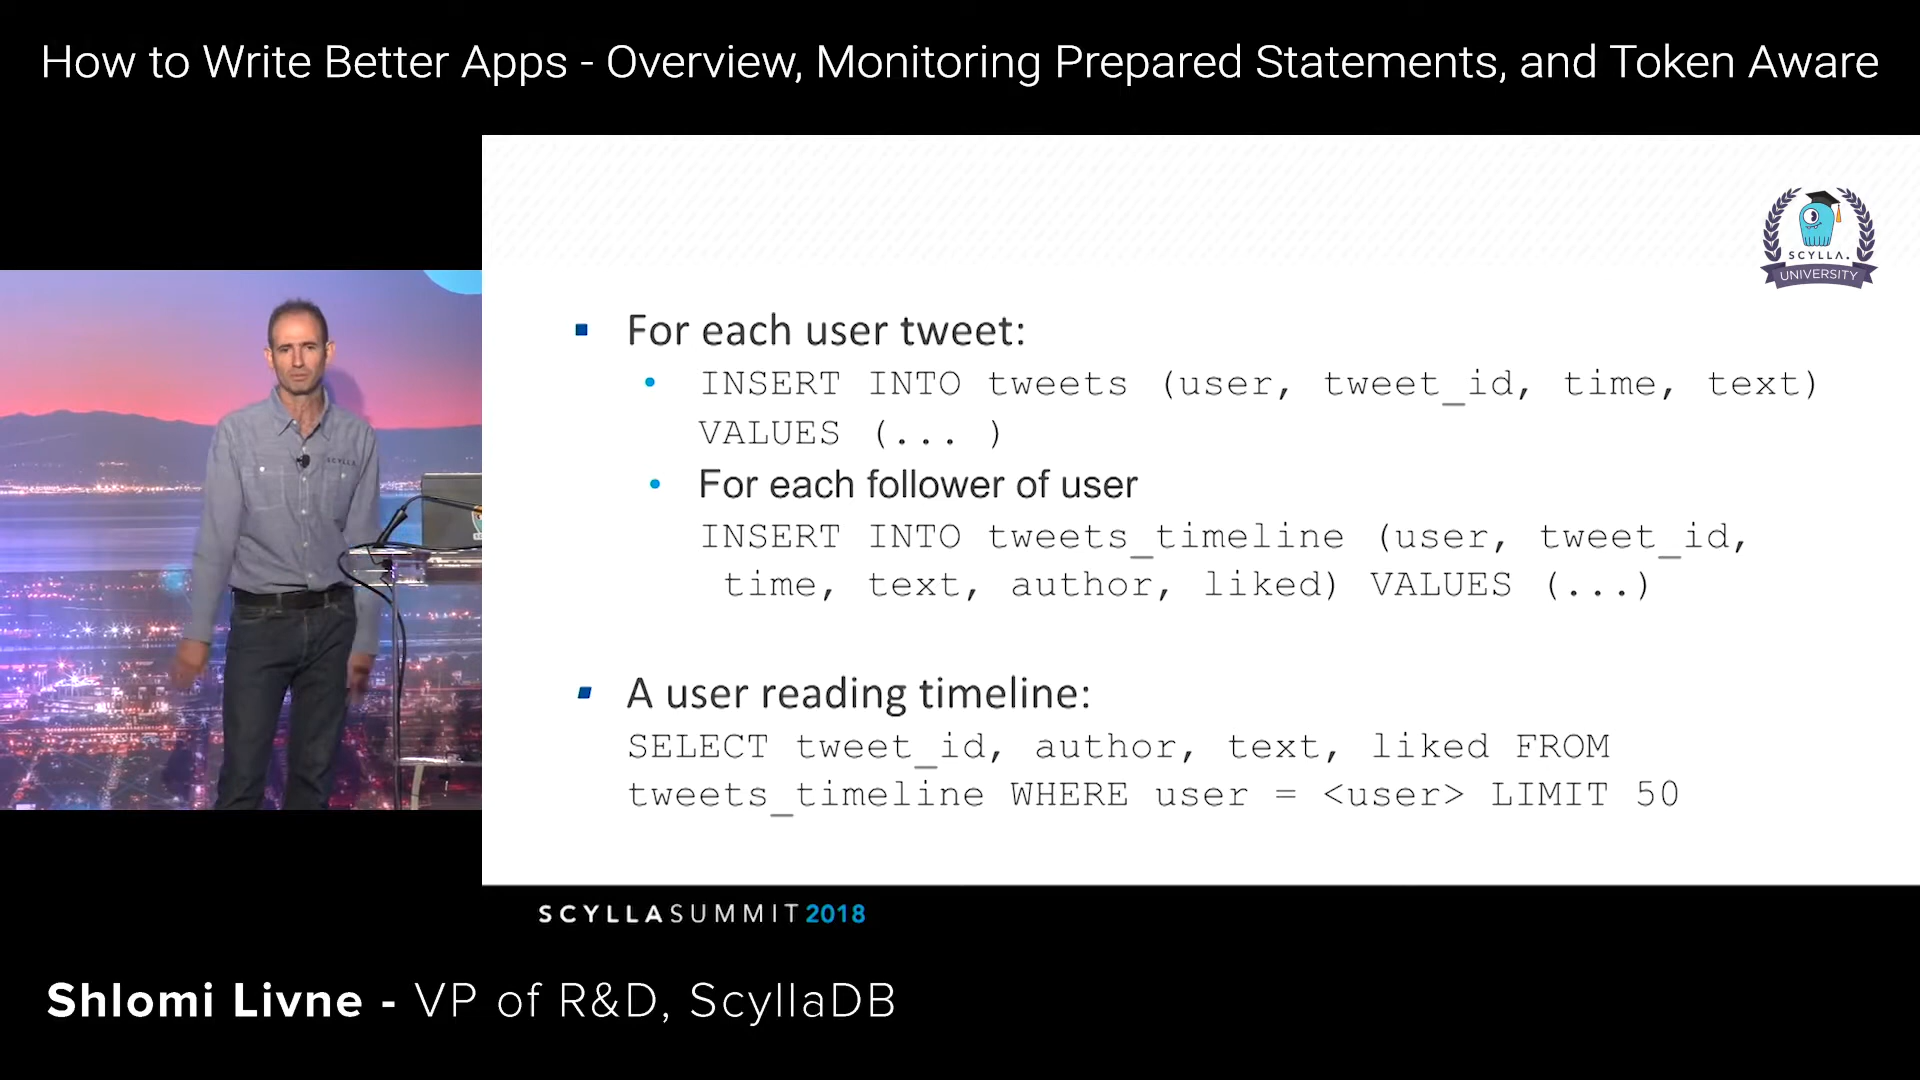 How to Write Better Apps - Overview, Monitoring Prepared Statements, and Token Aware
SCYLLA.
UNIVERSITY
For each user tweet:
INSERT INTO tweets (user, tweet_id, time, text)
VALUES (... )
For each follower of user
INSERT INTO tweets_timeline (user, tweet_id,
time, text, author, liked) VALUES (...)
SCYLLA
A user reading timeline:
SELECT tweet_id, author, text, liked FROM
tweets_timeline WHERE user = <user> LIMIT 50
SCYLLASUMMIT 2018
Shlomi Livne - VP of R&D, ScyllaDB